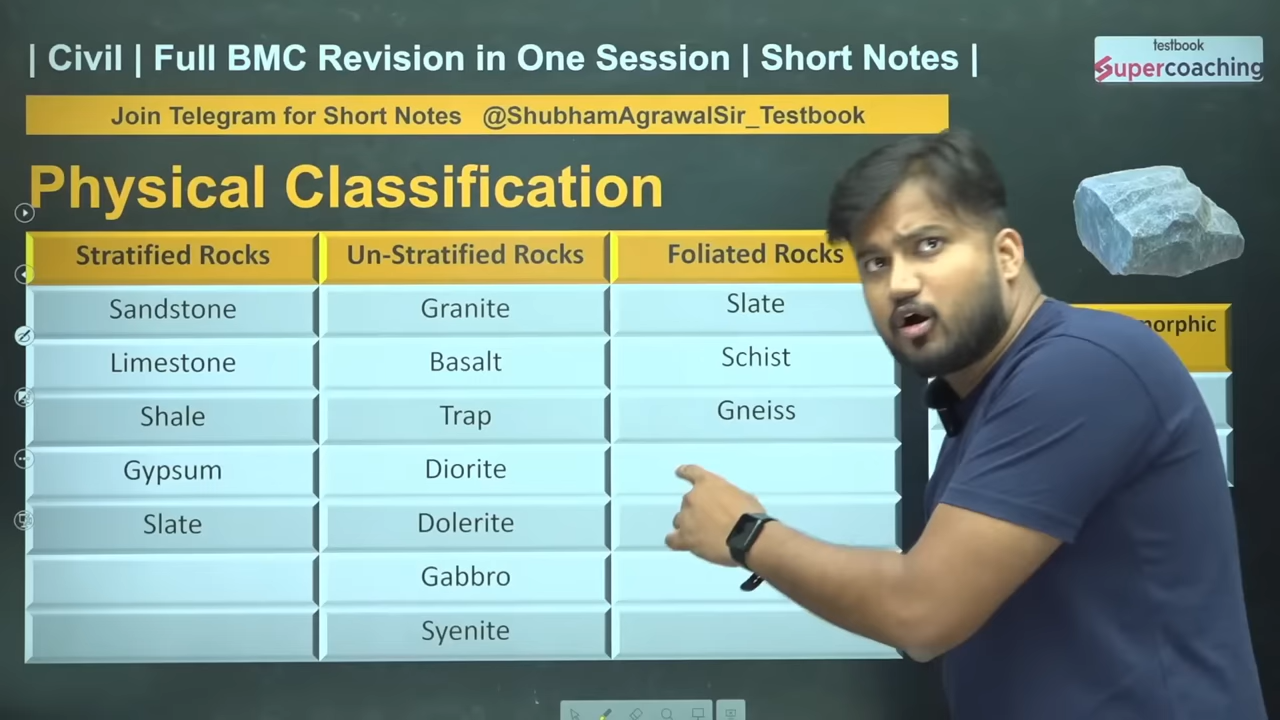 | Civil | Full BMC Revision in One Session | Short Notes |
testbook
Supercoaching
Join Telegram for Short Notes @ShubhamAgrawalSir_Testbook
Physical Classification
Stratified Rocks Un-Stratified Rocks Foliated Rocks
Sandstone Granite Slate
Limestone Basalt Schist
Shale Trap Gneiss
Gypsum Diorite
Slate Dolerite
Gabbro
Syenite